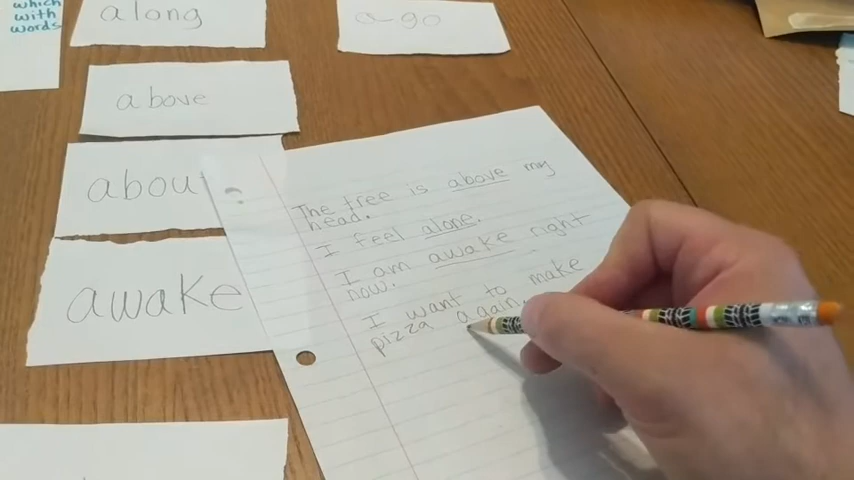 which
with
words
along
a-go
above
about
awake
The tree is above my
head.
I feel alone.
I am awake right
now.
I want to make
pizza again.